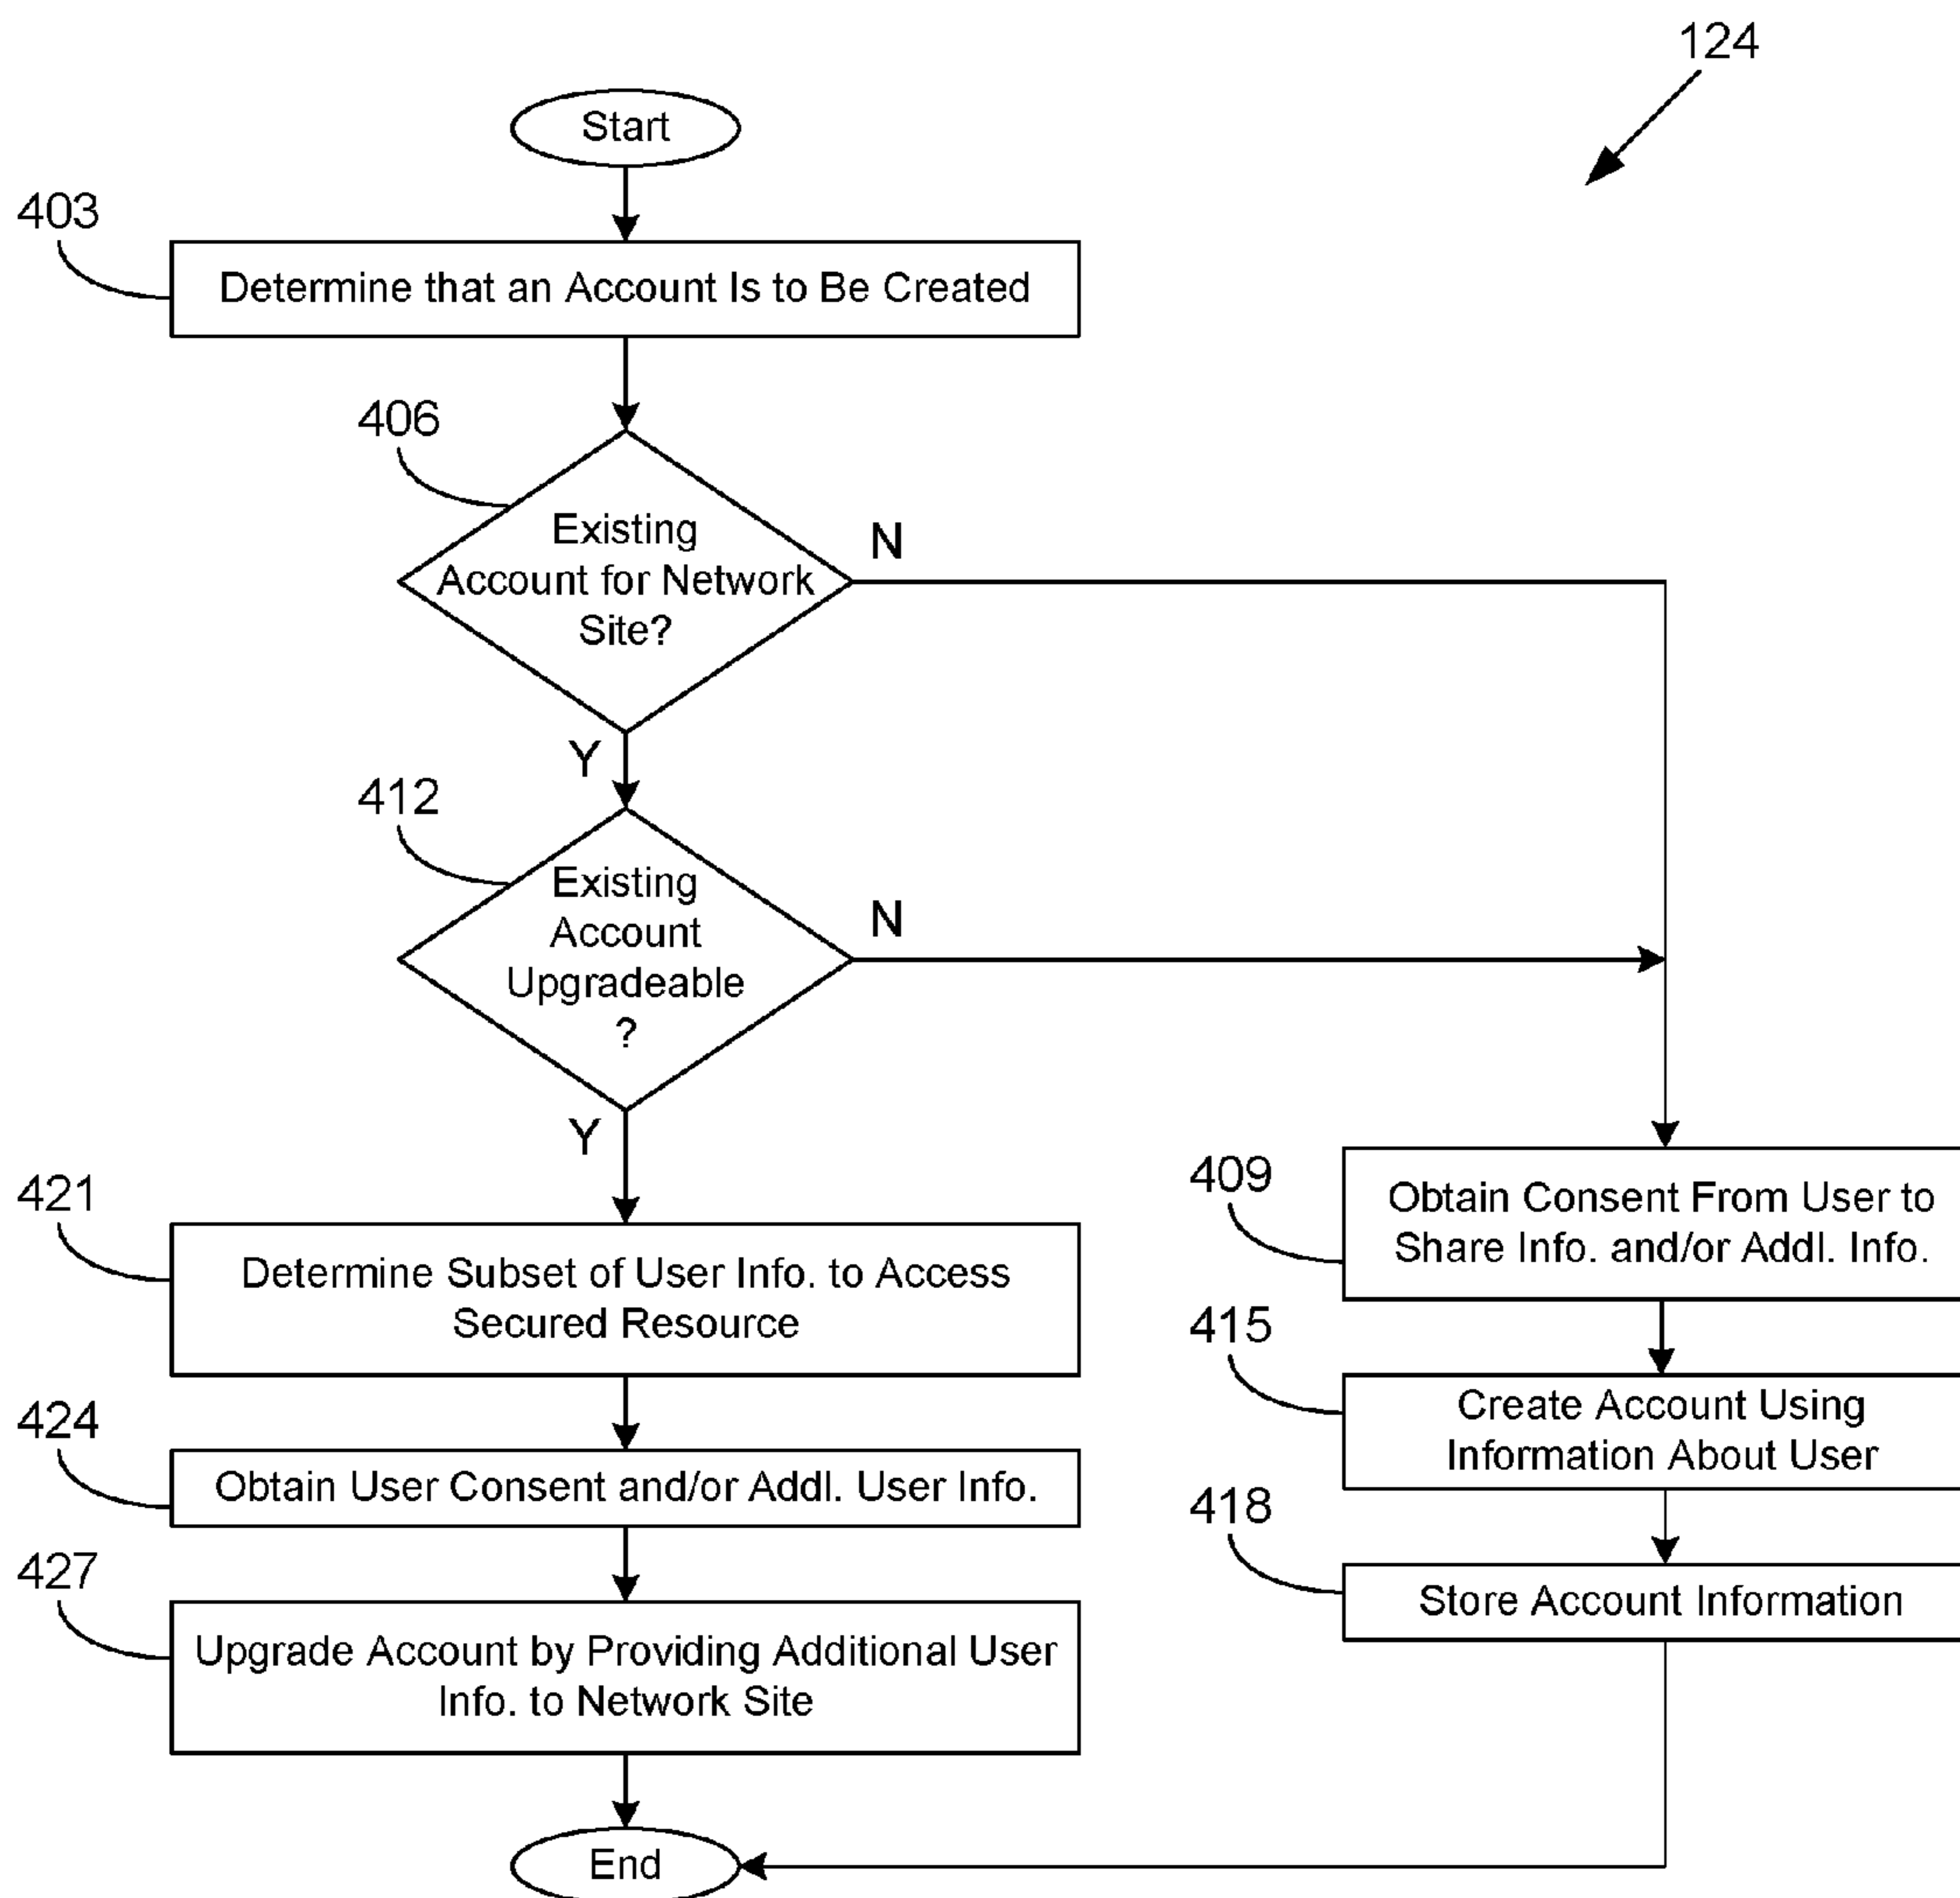 124
Start
403
Determine that an Account Is to Be Created
406
Existing
Account for Network
Site?
N
Y
412
Existing
Account
Upgradeable
?
N
Y
421
Determine Subset of User Info. to Access
Secured Resource
424
Obtain User Consent and/or Addl. User Info.
427
Upgrade Account by Providing Additional User
Info. to Network Site
409
Obtain Consent From User to
Share Info. and/or Addl. Info.
415
Create Account Using
Information About User
418
Store Account Information
End